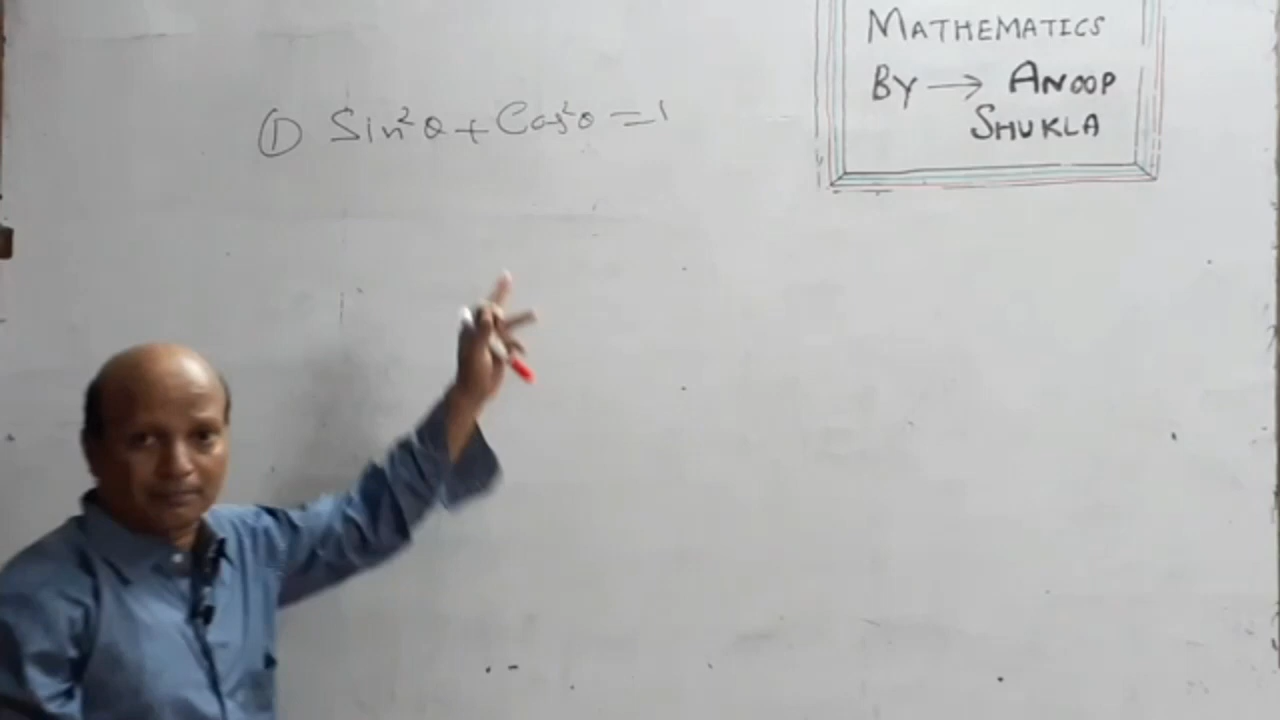 ① Sin²θ + Cos²θ = 1
MATHEMATICS
BY → ANOOP
SHUKLA